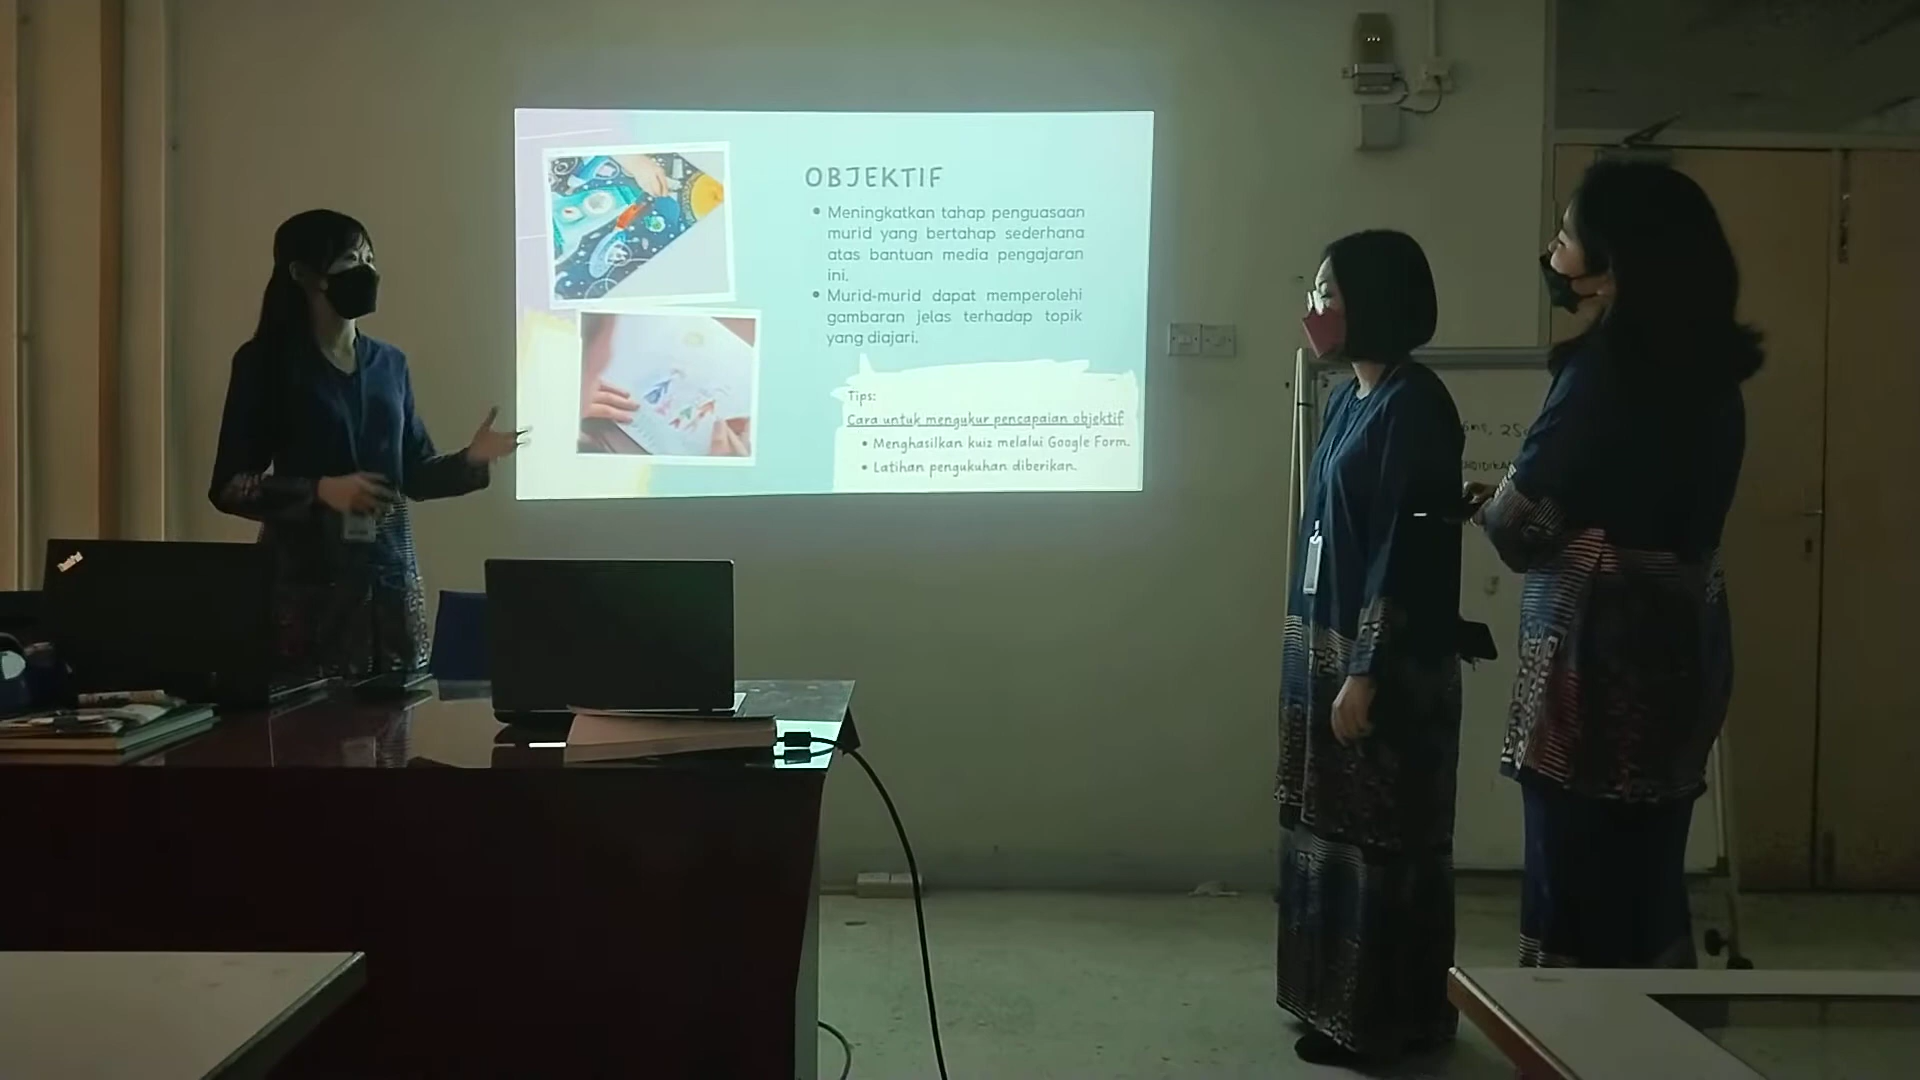 OBJEKTIF
• Meningkatkan tahap penguasaan
murid yang bertahap sederhana
atas bantuan media pengajaran
ini.
• Murid-murid dapat memperolehi
gambaran jelas terhadap topik
yang diajari.
Tips:
Cara untuk mengukur pencapaian objektif
• Menghasilkan kuiz melalui Google Form.
• Latihan pengukuhan diberikan.
ThinkPad